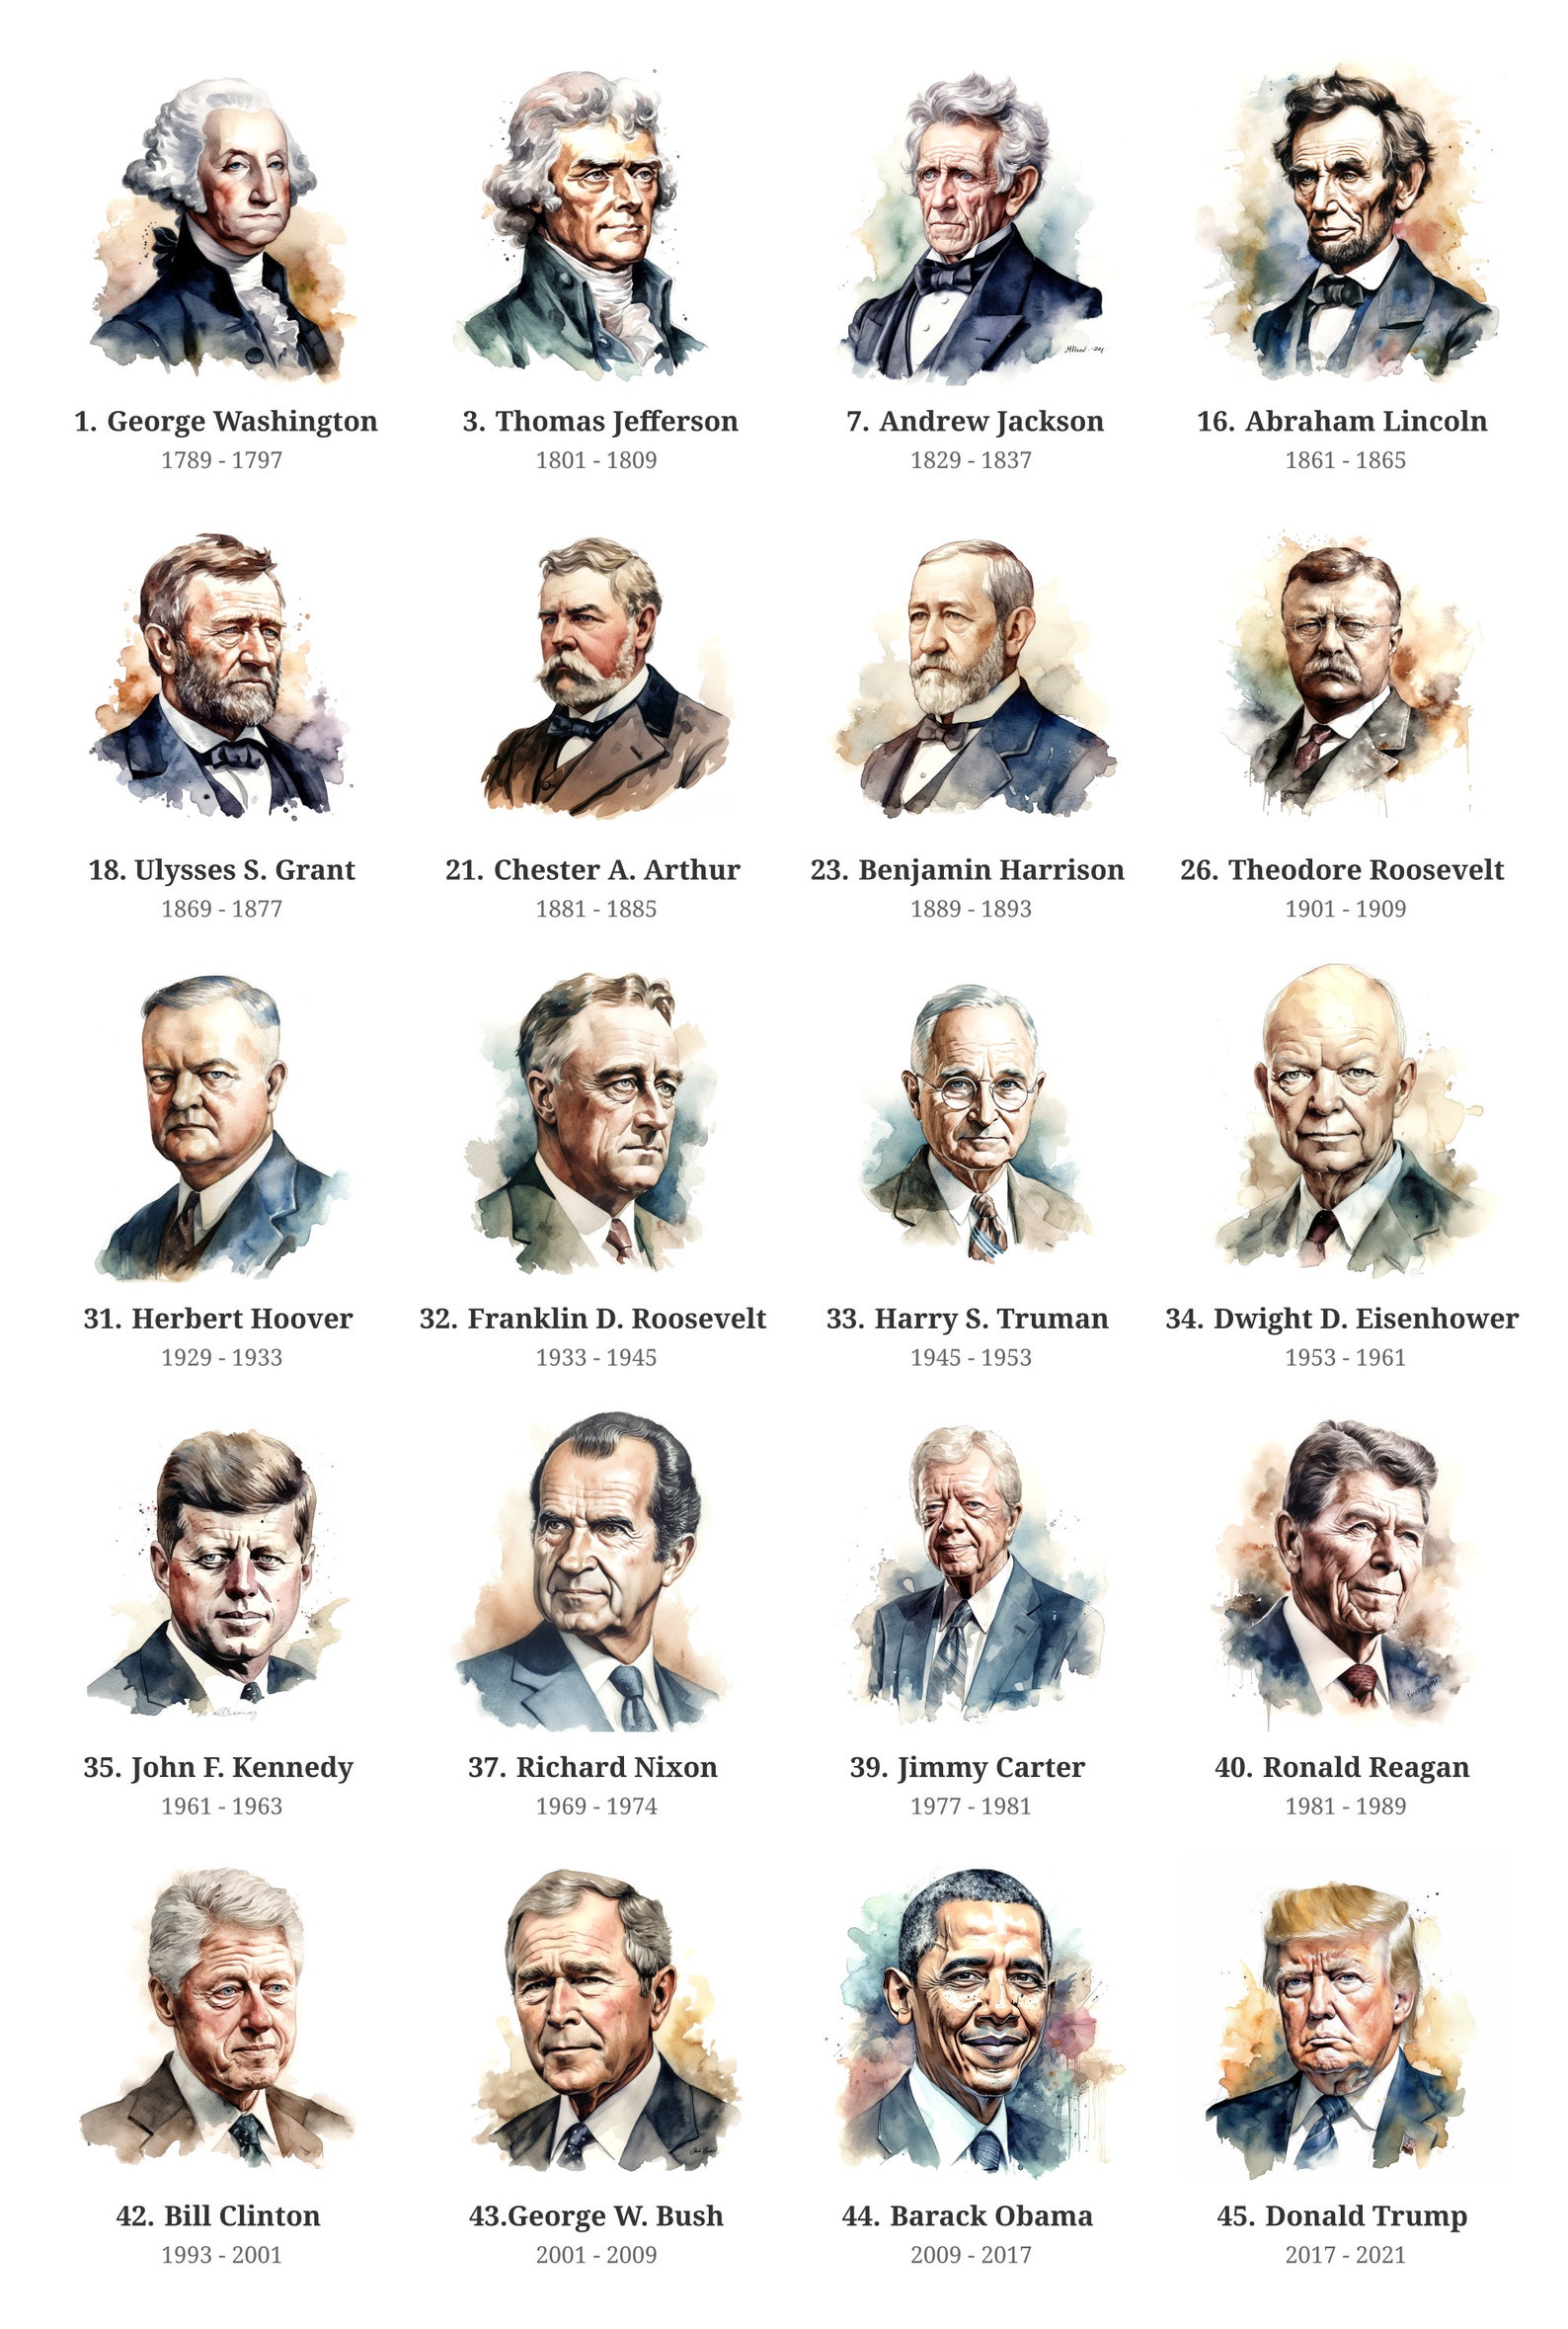 1. George Washington
1789 - 1797
3. Thomas Jefferson
1801 - 1809
7. Andrew Jackson
1829 - 1837
16. Abraham Lincoln
1861 - 1865
18. Ulysses S. Grant
1869 - 1877
21. Chester A. Arthur
1881 - 1885
23. Benjamin Harrison
1889 - 1893
26. Theodore Roosevelt
1901 - 1909
31. Herbert Hoover
1929 - 1933
32. Franklin D. Roosevelt
1933 - 1945
33. Harry S. Truman
1945 - 1953
34. Dwight D. Eisenhower
1953 - 1961
35. John F. Kennedy
1961 - 1963
37. Richard Nixon
1969 - 1974
39. Jimmy Carter
1977 - 1981
40. Ronald Reagan
1981 - 1989
42. Bill Clinton
1993 - 2001
43.George W. Bush
2001 - 2009
44. Barack Obama
2009 - 2017
45. Donald Trump
2017 - 2021